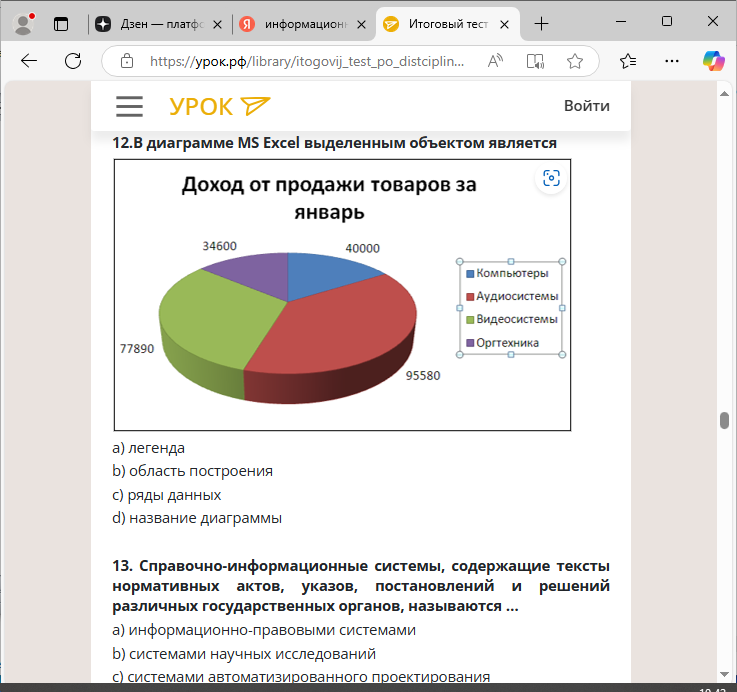 Дзен — платфо
информационн
Итоговый тест
https://урок.рф/library/itogovij_test_po_distciplin...
УРОК
Войти
12.В диаграмме MS Excel выделенным объектом является
Доход от продажи товаров за
январь
34600
40000
77890
95580
Компьютеры
Аудиосистемы
Видеосистемы
Оргтехника
a) легенда
b) область построения
c) ряды данных
d) название диаграммы
13. Справочно-информационные системы, содержащие тексты
нормативных актов, указов, постановлений и решений
различных государственных органов, называются ...
a) информационно-правовыми системами
b) системами научных исследований
c) системами автоматизированного проектирования